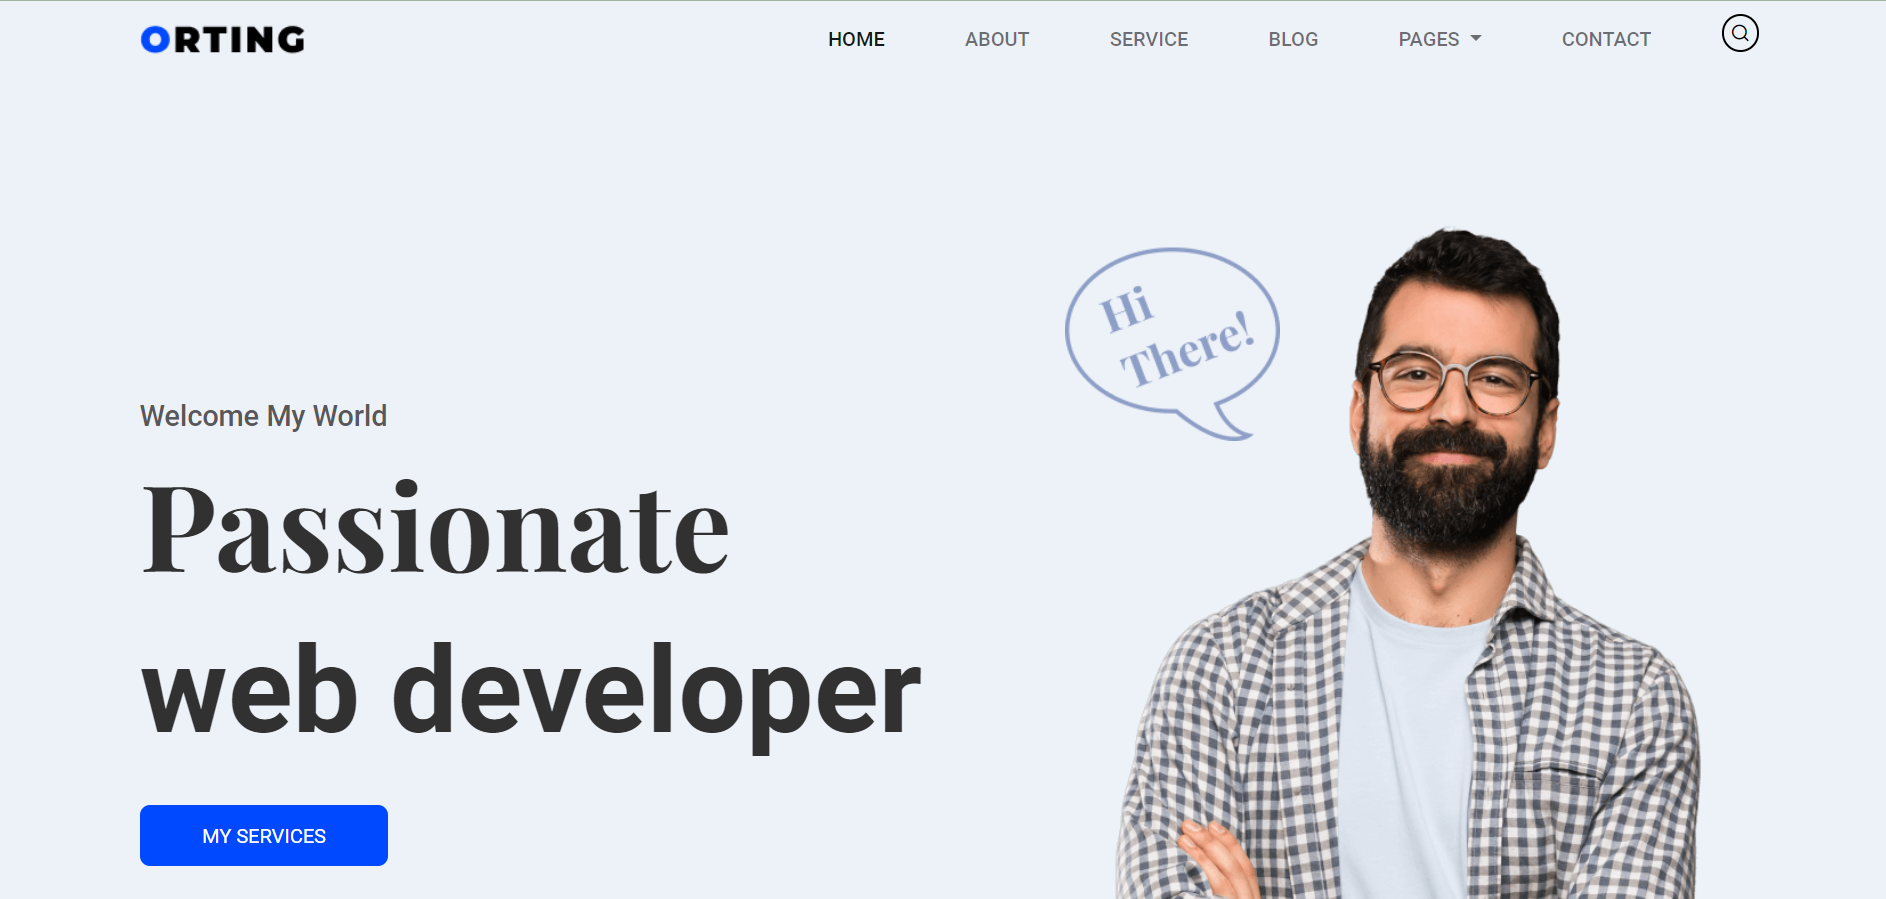 ORTING
HOME
ABOUT
SERVICE
BLOG
PAGES
CONTACT
Hi
There!
Welcome My World
Passionate
web developer
MY SERVICES